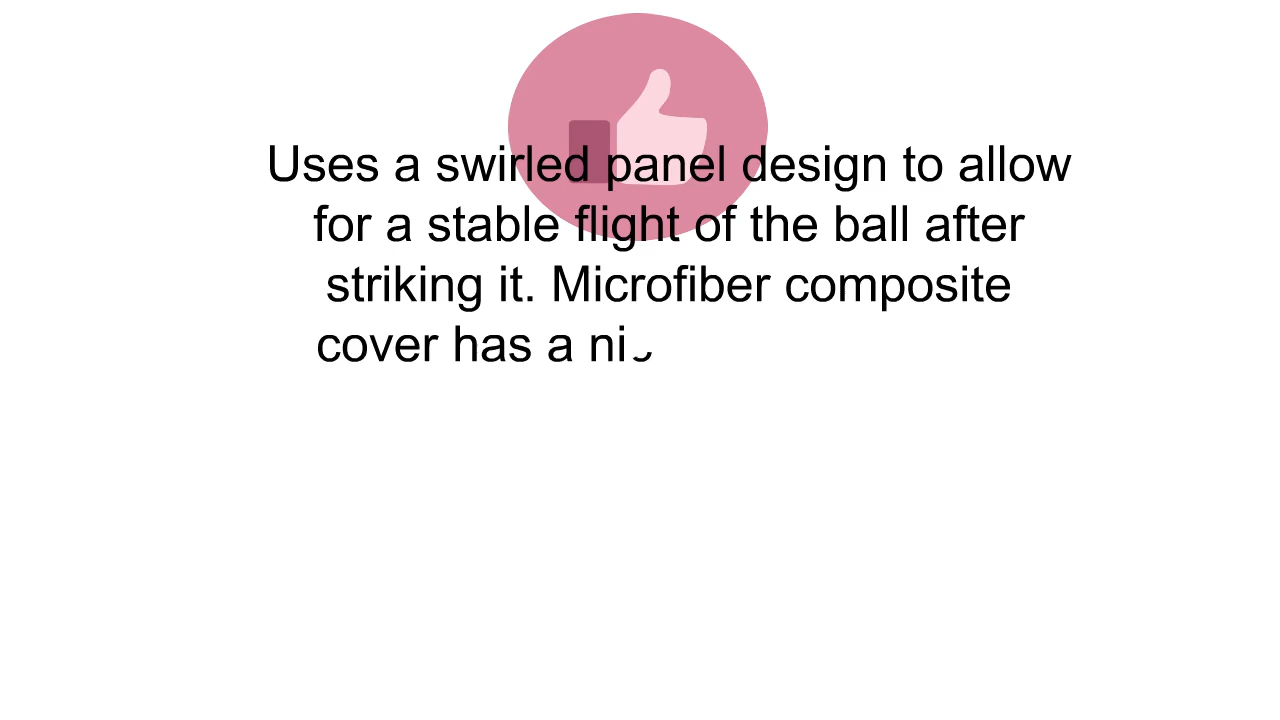 Uses a swirled panel design to allow
for a stable flight of the ball after
striking it. Microfiber composite
cover has a